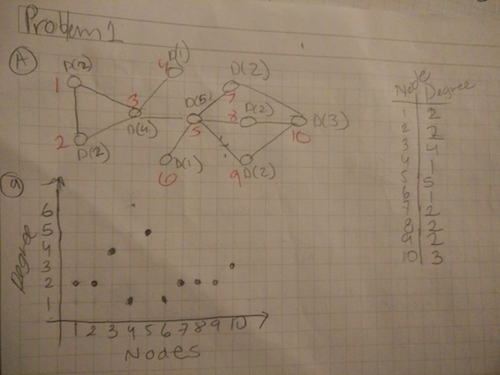 Problem 1
A
D(2) 4 D(1) D(2)
1 3 D(5) 7
D(4) 8 D(2) D(3)
2 D(2) 5 10
6 D(1) 9 D(2)
Node Degree
1 2
2 2
3 4
4 1
5 5
6 1
7 2
8 2
9 2
10 3
a
Degree
6
5
4
3
2
1
1 2 3 4 5 6 7 8 9 10
Nodes